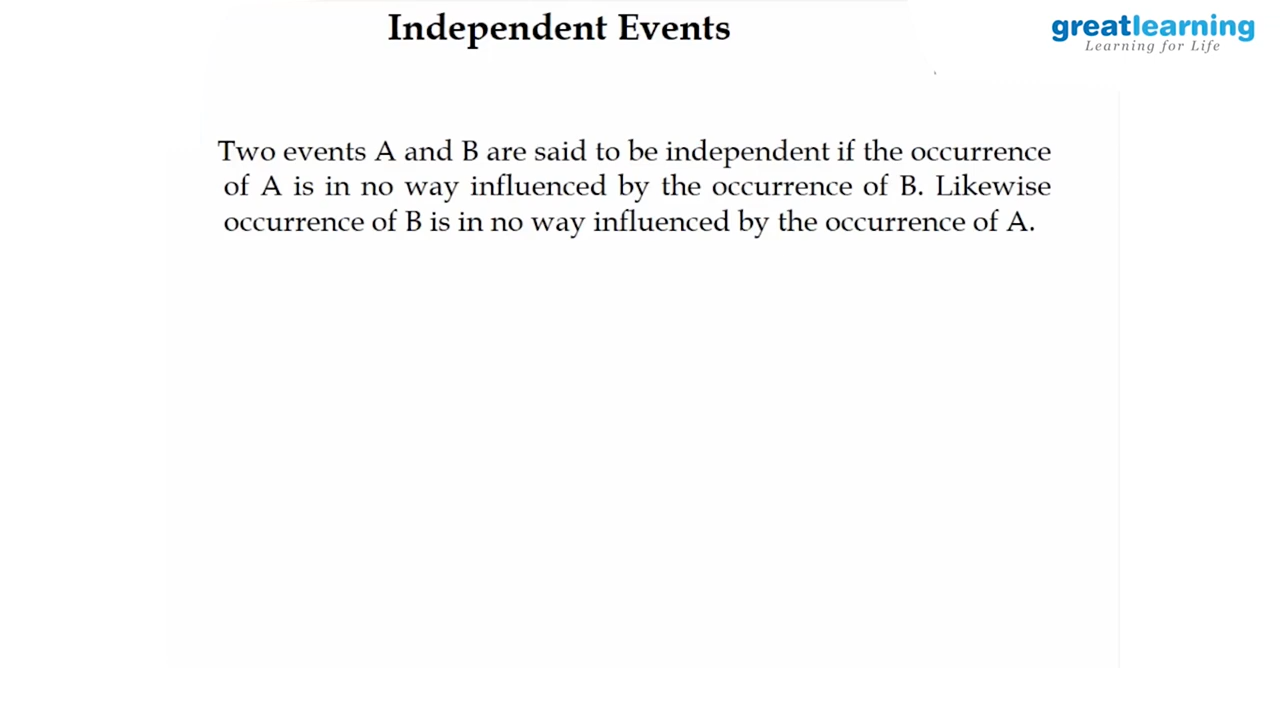 Independent Events
greatlearning
Learning for Life
Two events A and B are said to be independent if the occurrence
of A is in no way influenced by the occurrence of B. Likewise
occurrence of B is in no way influenced by the occurrence of A.